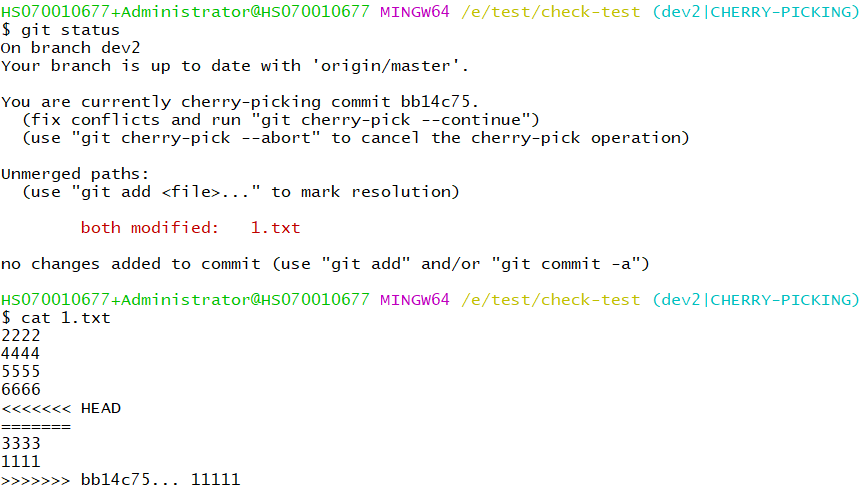 HS070010677+Administrator@HS070010677 MINGW64 /e/test/check-test (dev2|CHERRY-PICKING)
$ git status
On branch dev2
Your branch is up to date with 'origin/master'.

You are currently cherry-picking commit bb14c75.
  (fix conflicts and run "git cherry-pick --continue")
  (use "git cherry-pick --abort" to cancel the cherry-pick operation)

Unmerged paths:
  (use "git add <file>..." to mark resolution)

        both modified:   1.txt

no changes added to commit (use "git add" and/or "git commit -a")

HS070010677+Administrator@HS070010677 MINGW64 /e/test/check-test (dev2|CHERRY-PICKING)
$ cat 1.txt
2222
4444
5555
6666
<<<<<<< HEAD
=======
3333
1111
>>>>>>> bb14c75... 11111